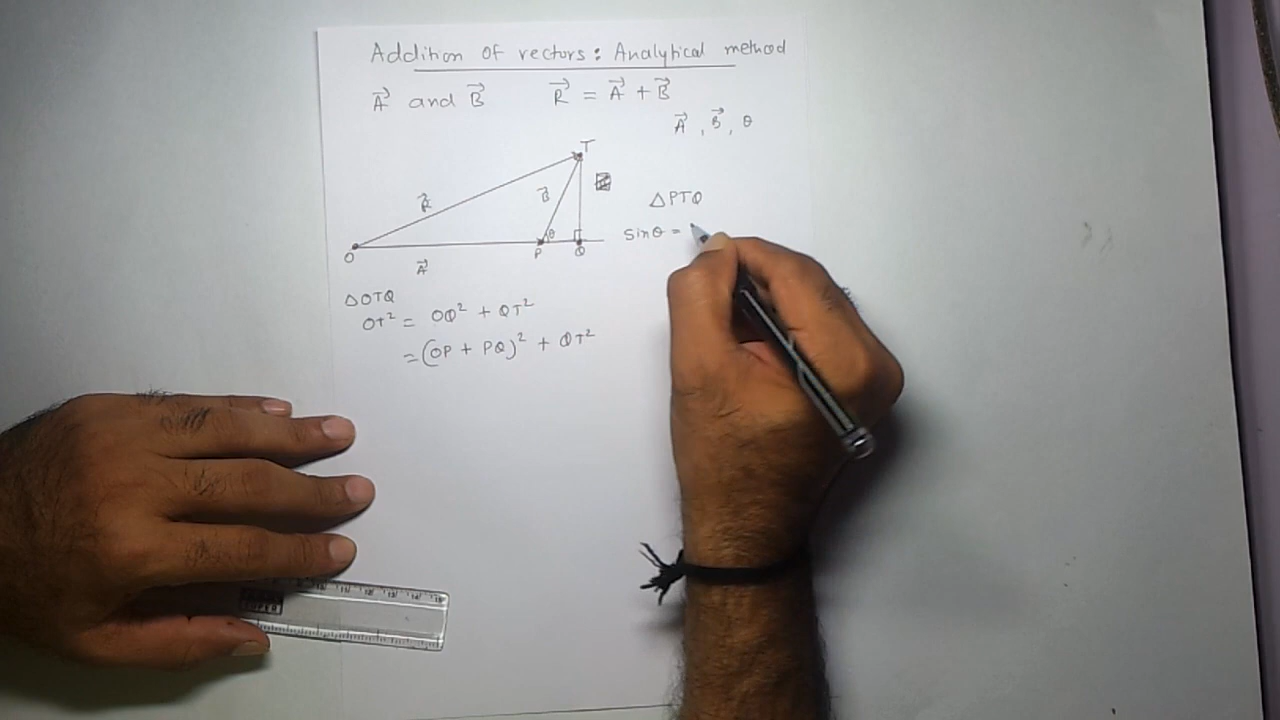 Addition of vectors: Analytical method
A⃗ and B⃗ R⃗ = A⃗ + B⃗
A⃗, B⃗, θ
T
R⃗
B⃗
△PTQ
sinθ =
θ
O
P
Q
A⃗
△OTQ
OT² = OQ² + QT²
= (OP + PQ)² + QT²